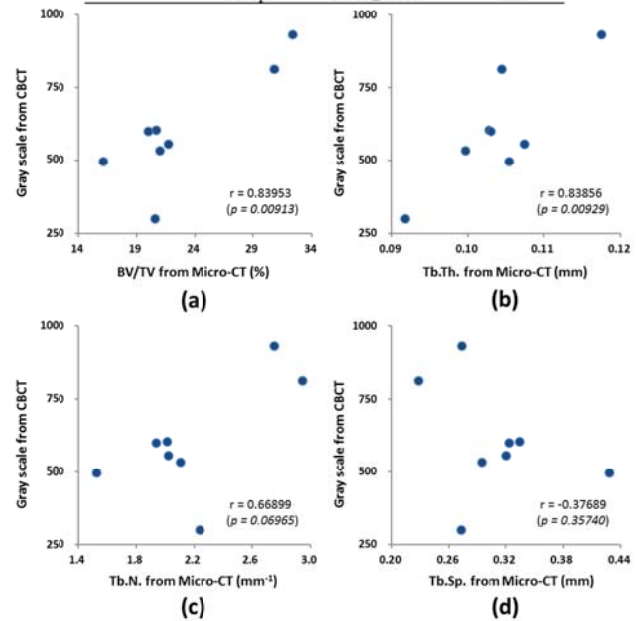 1000
750
500
250
Gray scale from CBCT
r = 0.83953
(p = 0.00913)
14 19 24 29 34
BV/TV from Micro-CT (%)
(a)
1000
750
500
250
Gray scale from CBCT
r = 0.83856
(p = 0.00929)
0.09 0.10 0.11 0.12
Tb.Th. from Micro-CT (mm)
(b)
1000
750
500
250
Gray scale from CBCT
r = 0.66899
(p = 0.06965)
1.4 1.8 2.2 2.6 3.0
Tb.N. from Micro-CT (mm⁻¹)
(c)
1000
750
500
250
Gray scale from CBCT
r = -0.37689
(p = 0.35740)
0.20 0.26 0.32 0.38 0.44
Tb.Sp. from Micro-CT (mm)
(d)